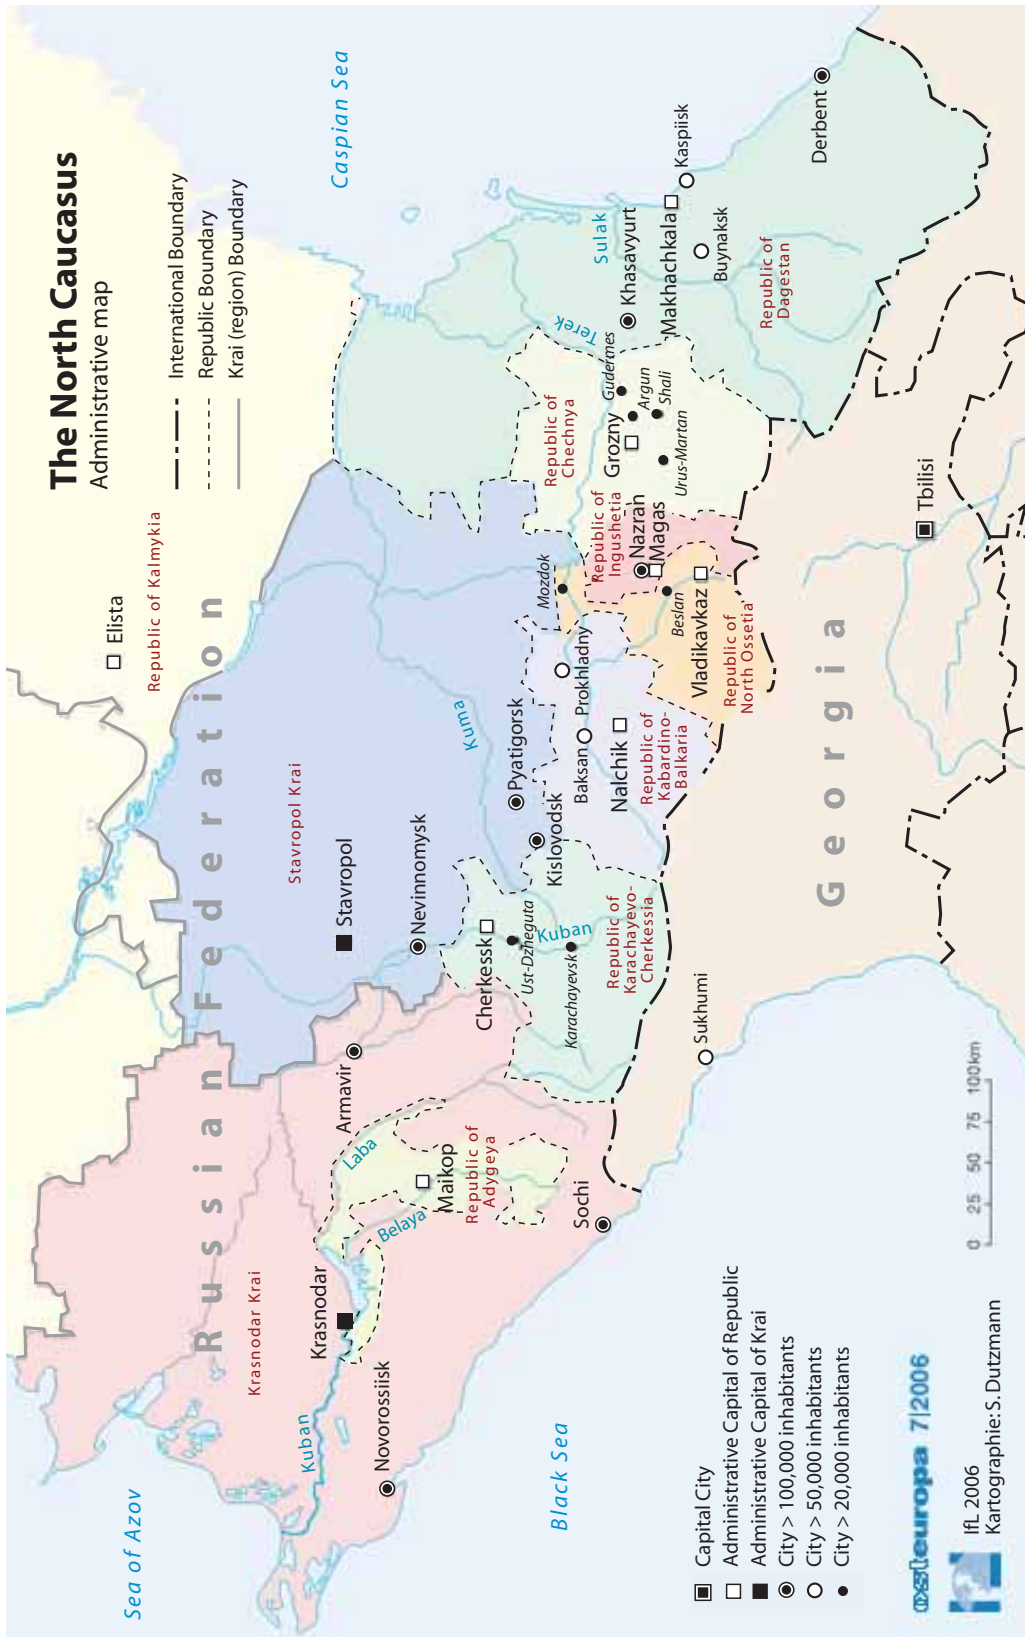 The North Caucasus
Administrative map
International Boundary
Republic Boundary
Krai (region) Boundary
Sea of Azov
Black Sea
Caspian Sea
Russian Federation
Georgia
Elista
Republic of Kalmykia
Stavropol Krai
Stavropol
Nevinnomysk
Kuma
Pyatigorsk
Kislovodsk
Krasnodar Krai
Krasnodar
Kuban
Novorossiisk
Armavir
Laba
Belaya
Maikop
Republic of
Adygeya
Sochi
Cherkessk
Ust-Dzheguta
Kuban
Karachayevsk
Republic of
Karachayevo-
Cherkessia
Sukhumi
Prokhladny
Baksan
Nalchik
Republic of
Kabardino-
Balkaria
Mozdok
Beslan
Vladikavkaz
Republic of
North Ossetia
Republic of
Ingushetia
Nazran
Magas
Republic of
Chechnya
Grozny
Gudermes
Argun
Shali
Urus-Martan
Terek
Sulak
Khasavyurt
Makhachkala
Kaspiisk
Buynaksk
Republic of
Dagestan
Derbent
Tbilisi
Capital City
Administrative Capital of Republic
Administrative Capital of Krai
City > 100,000 inhabitants
City > 50,000 inhabitants
City > 20,000 inhabitants
0 25 50 75 100km
osteuropa 7|2006
IfL 2006
Kartographie: S. Dutzmann